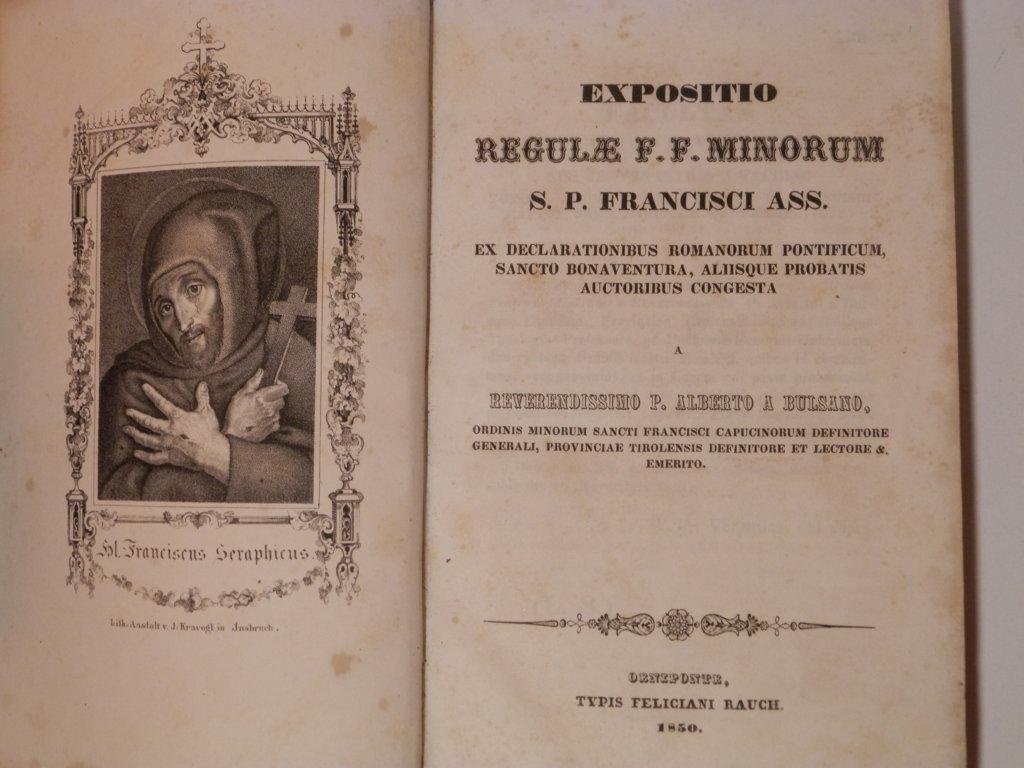 Hl. Franciscus Seraphicus.
Lith. Anstalt v. J. Kravogl in Insbruck.
EXPOSITIO
REGULÆ F. F. MINORUM
S. P. FRANCISCI ASS.
EX DECLARATIONIBUS ROMANORUM PONTIFICUM,
SANCTO BONAVENTURA, ALIISQUE PROBATIS
AUCTORIBUS CONGESTA
A
REVERENDISSIMO P. ALBERTO A BULSANO,
ORDINIS MINORUM SANCTI FRANCISCI CAPUCINORUM DEFINITORE
GENERALI, PROVINCIAE TIROLENSIS DEFINITORE ET LECTORE &.
EMERITO.
OENIPONTE,
TYPIS FELICIANI RAUCH.
1850.